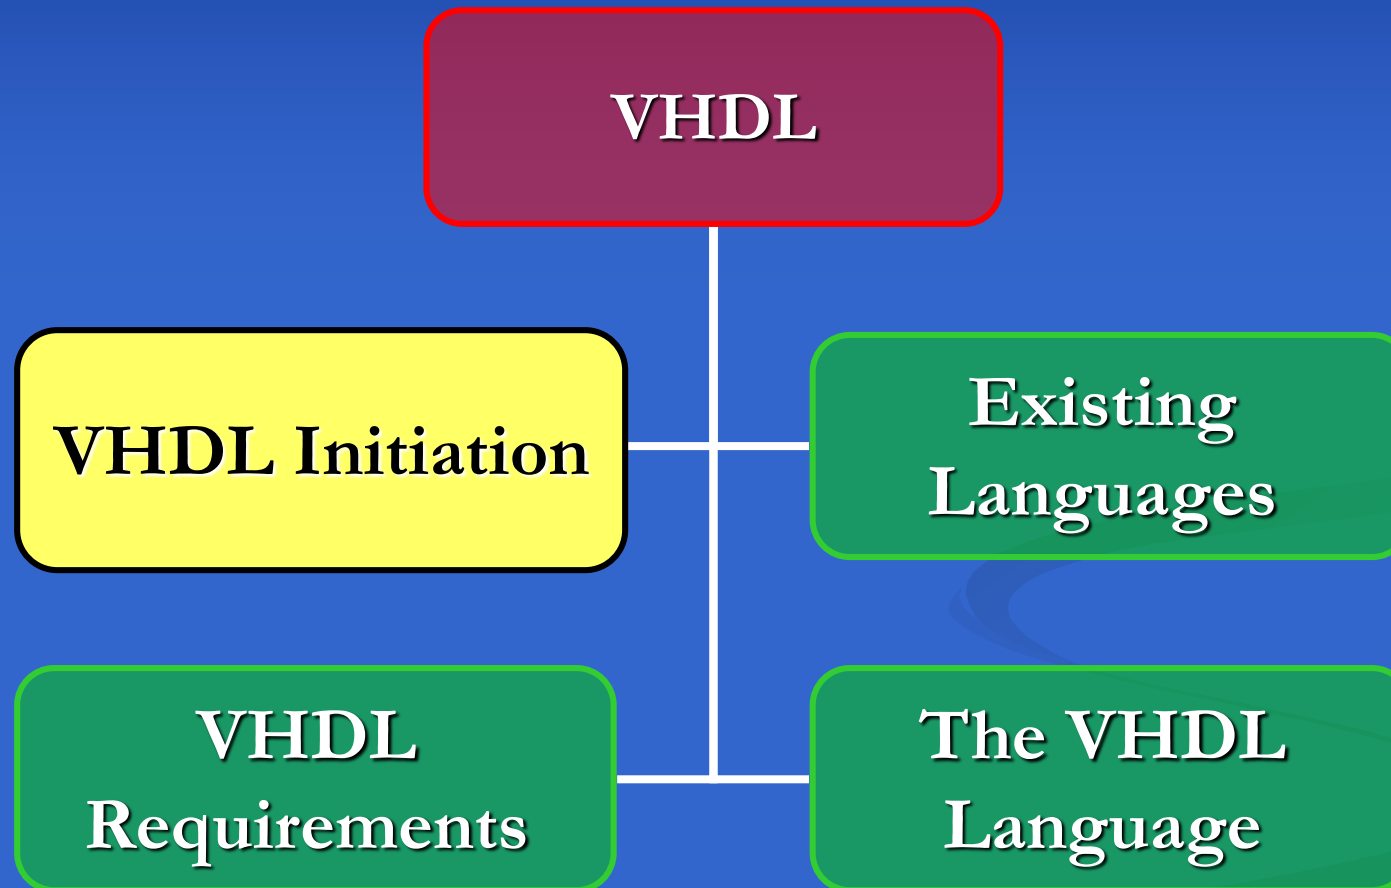 VHDL
VHDL Initiation
Existing
Languages
VHDL
Requirements
The VHDL
Language